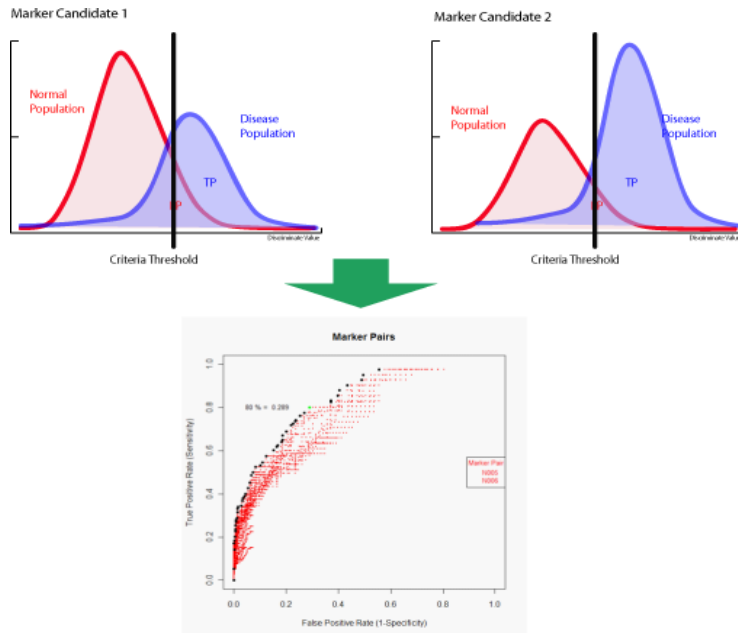 Marker Candidate 1
Normal
Population
Disease
Population
TP
FP
Discriminate Value
Criteria Threshold
Marker Candidate 2
Normal
Population
Disease
Population
TP
FP
Discriminate Value
Criteria Threshold
Marker Pairs
1.0
0.8
0.6
0.4
0.2
0.0
True Positive Rate (Sensitivity)
80 % = 0.289
Marker Pair
N005
N006
0.0 0.2 0.4 0.6 0.8 1.0
False Positive Rate (1-Specificity)